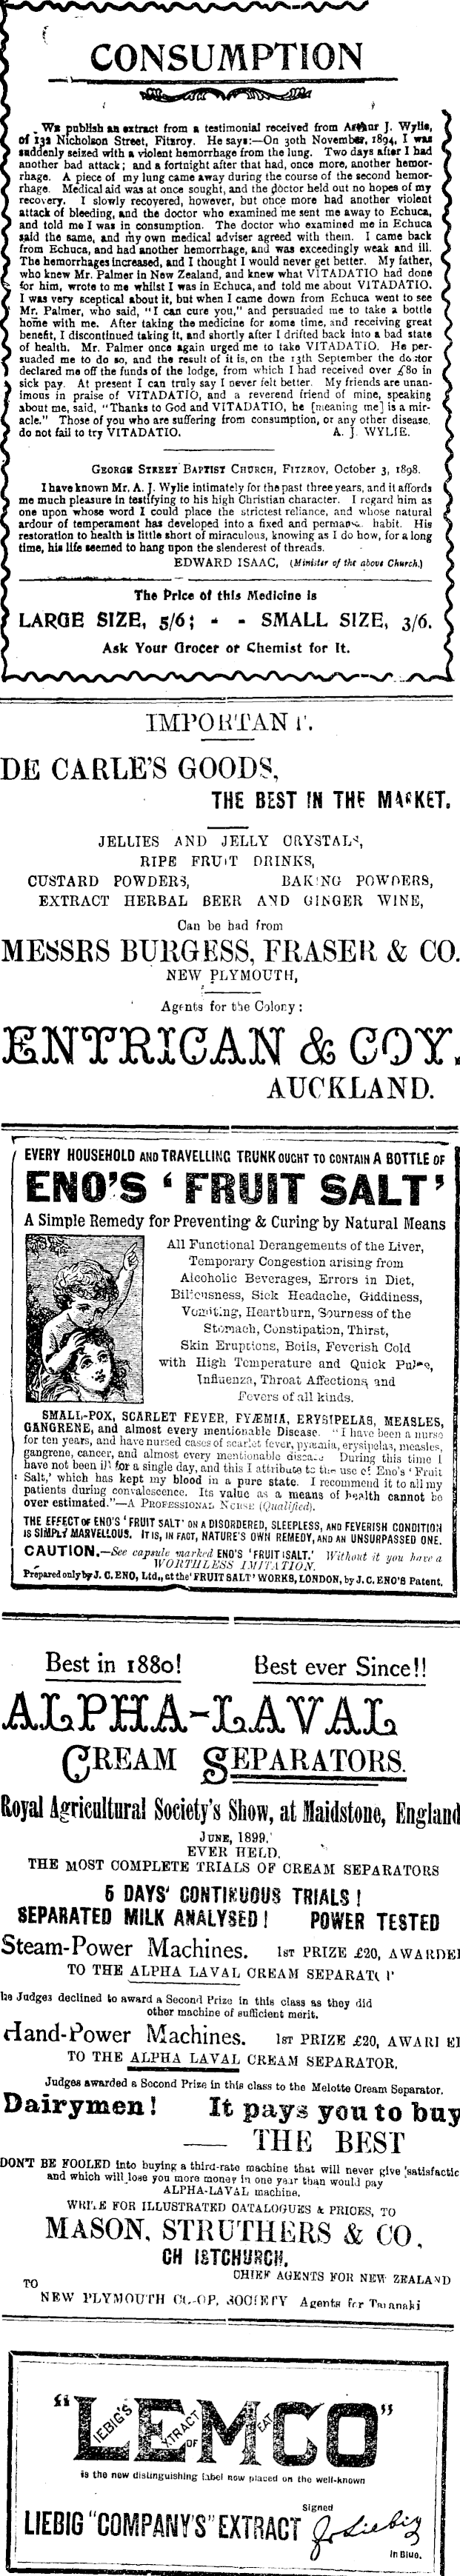 CONSUMPTION
We publish an extract from a testimonial received from Arthur J. Wylie,
of 132 Nicholson Street, Fitzroy. He says:—On 30th November, 1894, I was
suddenly seized with a violent hemorrhage from the lung. Two days after I had
another bad attack; and a fortnight after that had, once more, another hemor-
rhage. A piece of my lung came away during the course of the second hemor-
rhage. Medical aid was at once sought, and the doctor held out no hopes of my
recovery. I slowly recovered, however, but once more had another violent
attack of bleeding, and the doctor who examined me sent me away to Echuca,
and told me I was in consumption. The doctor who examined me in Echuca
said the same, and my own medical adviser agreed with them. I came back
from Echuca, and had another hemorrhage, and was exceedingly weak and ill.
The hemorrhages increased, and I thought I would never get better. My father,
who knew Mr. Palmer in New Zealand, and knew what VITADATIO had done
for him, wrote to me whilst I was in Echuca, and told me about VITADATIO.
I was very sceptical about it, but when I came down from Echuca went to see
Mr. Palmer, who said, "I can cure you," and persuaded me to take a bottle
home with me. After taking the medicine for some time, and receiving great
benefit, I discontinued taking it, and shortly after I drifted back into a bad state
of health. Mr. Palmer once again urged me to take VITADATIO. He per-
suaded me to do so, and the result of it is, on the 13th September the doctor
declared me off the funds of the lodge, from which I had received over £80 in
sick pay. At present I can truly say I never felt better. My friends are unan-
imous in praise of VITADATIO, and a reverend friend of mine, speaking
about me, said, "Thanks to God and VITADATIO, he [meaning me] is a mir-
acle." Those of you who are suffering from consumption, or any other disease,
do not fail to try VITADATIO. A. J. WYLIE.
GEORGE STREET BAPTIST CHURCH, FITZROY, October 3, 1898.
I have known Mr. A. J. Wylie intimately for the past three years, and it affords
me much pleasure in testifying to his high Christian character. I regard him as
one upon whose word I could place the strictest reliance, and whose natural
ardour of temperament has developed into a fixed and permanent habit. His
restoration to health is little short of miraculous, knowing as I do how, for a long
time, his life seemed to hang upon the slenderest of threads.
EDWARD ISAAC, (Minister of the above Church.)
The Price of this Medicine is
LARGE SIZE, 5/6; - - SMALL SIZE, 3/6.
Ask Your Grocer or Chemist for It.
IMPORTANT.
DE CARLE'S GOODS,
THE BEST IN THE MARKET.
JELLIES AND JELLY CRYSTALS,
RIPE FRUIT DRINKS,
CUSTARD POWDERS, BAKING POWDERS,
EXTRACT HERBAL BEER AND GINGER WINE,
Can be had from
MESSRS BURGESS, FRASER & CO.
NEW PLYMOUTH,
Agents for the Colony:
ENTRICAN & COY.
AUCKLAND.
EVERY HOUSEHOLD AND TRAVELLING TRUNK OUGHT TO CONTAIN A BOTTLE OF
ENO'S 'FRUIT SALT'
A Simple Remedy for Preventing & Curing by Natural Means
All Functional Derangements of the Liver,
Temporary Congestion arising from
Alcoholic Beverages, Errors in Diet,
Biliousness, Sick Headache, Giddiness,
Vomiting, Heartburn, Sourness of the
Stomach, Constipation, Thirst,
Skin Eruptions, Boils, Feverish Cold
with High Temperature and Quick Pulse,
Influenza, Throat Affections and
Fevers of all kinds.
SMALL-POX, SCARLET FEVER, PYÆMIA, ERYSIPELAS, MEASLES,
GANGRENE, and almost every mentionable Disease. "I have been a nurse
for ten years, and have nursed cases of scarlet fever, pyæmia, erysipelas, measles,
gangrene, cancer, and almost every mentionable disease. During this time I
have not been ill for a single day, and this I attribute to the use of Eno's 'Fruit
Salt,' which has kept my blood in a pure state. I recommend it to all my
patients during convalescence. Its value as a means of health cannot be
over estimated."—A PROFESSIONAL NURSE (Qualified).
THE EFFECT OF ENO'S 'FRUIT SALT' ON A DISORDERED, SLEEPLESS, AND FEVERISH CONDITION
IS SIMPLY MARVELLOUS. IT IS, IN FACT, NATURE'S OWN REMEDY, AND AN UNSURPASSED ONE.
CAUTION.—See capsule marked ENO'S 'FRUIT SALT.' Without it you have a
WORTHLESS IMITATION.
Prepared only by J. C. ENO, Ltd., at the 'FRUIT SALT' WORKS, LONDON, by J. C. ENO'S Patent.
Best in 1880! Best ever Since!!
ALPHA-LAVAL
CREAM SEPARATORS.
Royal Agricultural Society's Show, at Maidstone, England
JUNE, 1899.
EVER HELD.
THE MOST COMPLETE TRIALS OF CREAM SEPARATORS
5 DAYS' CONTINUOUS TRIALS!
SEPARATED MILK ANALYSED! POWER TESTED
Steam-Power Machines. 1ST PRIZE £20, AWARDED
TO THE ALPHA LAVAL CREAM SEPARATOR
The Judges declined to award a Second Prize in this class as they did
other machine of sufficient merit.
Hand-Power Machines. 1ST PRIZE £20, AWARDED
TO THE ALPHA LAVAL CREAM SEPARATOR.
Judges awarded a Second Prize in this class to the Melotte Cream Separator.
Dairymen! It pays you to buy
THE BEST
DON'T BE FOOLED into buying a third-rate machine that will never give satisfactic
and which will lose you more money in one year than would pay
ALPHA-LAVAL machine.
WRITE FOR ILLUSTRATED CATALOGUES & PRICES, TO
MASON, STRUTHERS & CO.,
CHRISTCHURCH,
CHIEF AGENTS FOR NEW ZEALAND
TO
NEW PLYMOUTH CO.-OP. SOCIETY Agents for Taranaki
"LEMCO"
LIEBIG'S EXTRACT OF MEAT
is the new distinguishing label now placed on the well-known
LIEBIG "COMPANY'S" EXTRACT
Signed
J v Liebig
in Blue.